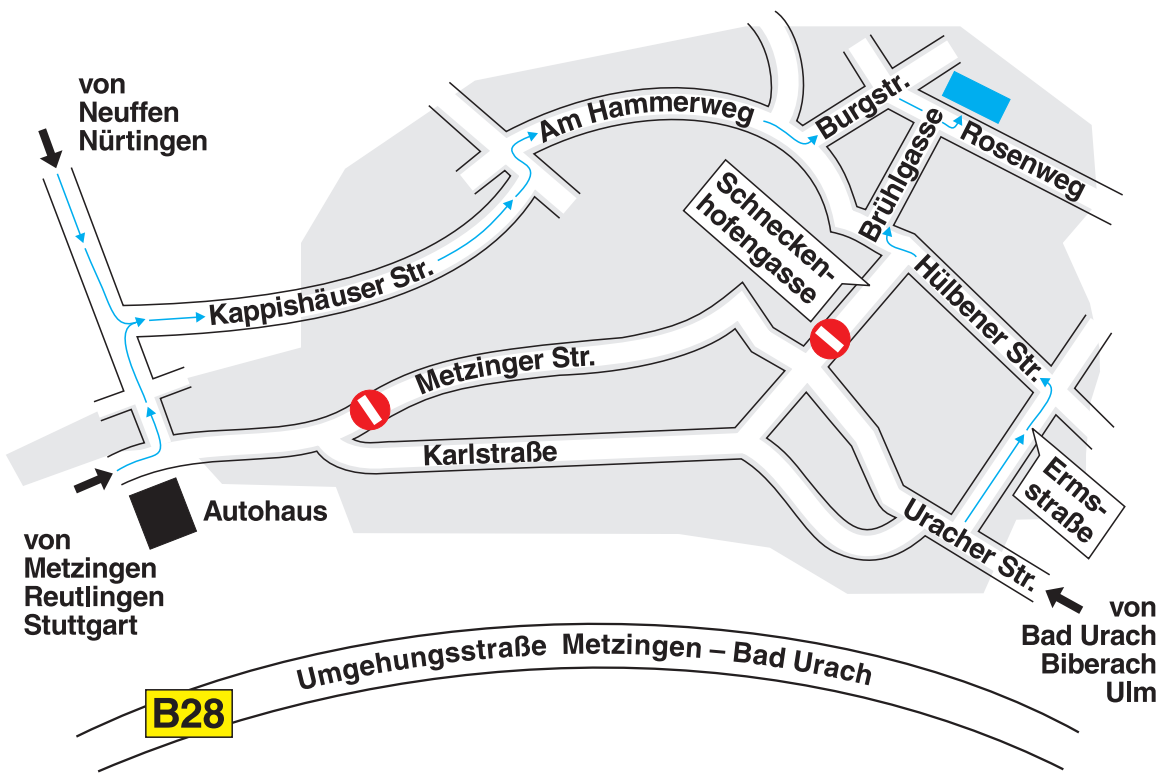 von
Neuffen
Nürtingen
Am Hammerweg
Burgstr.
Rosenweg
Brühlgasse
Schnecken-
hofengasse
Kappishäuser Str.
Hülbener Str.
Metzinger Str.
Karlstraße
Autohaus
Erms-
straße
Uracher Str.
von
Metzingen
Reutlingen
Stuttgart
von
Bad Urach
Biberach
Ulm
Umgehungsstraße Metzingen – Bad Urach
B28